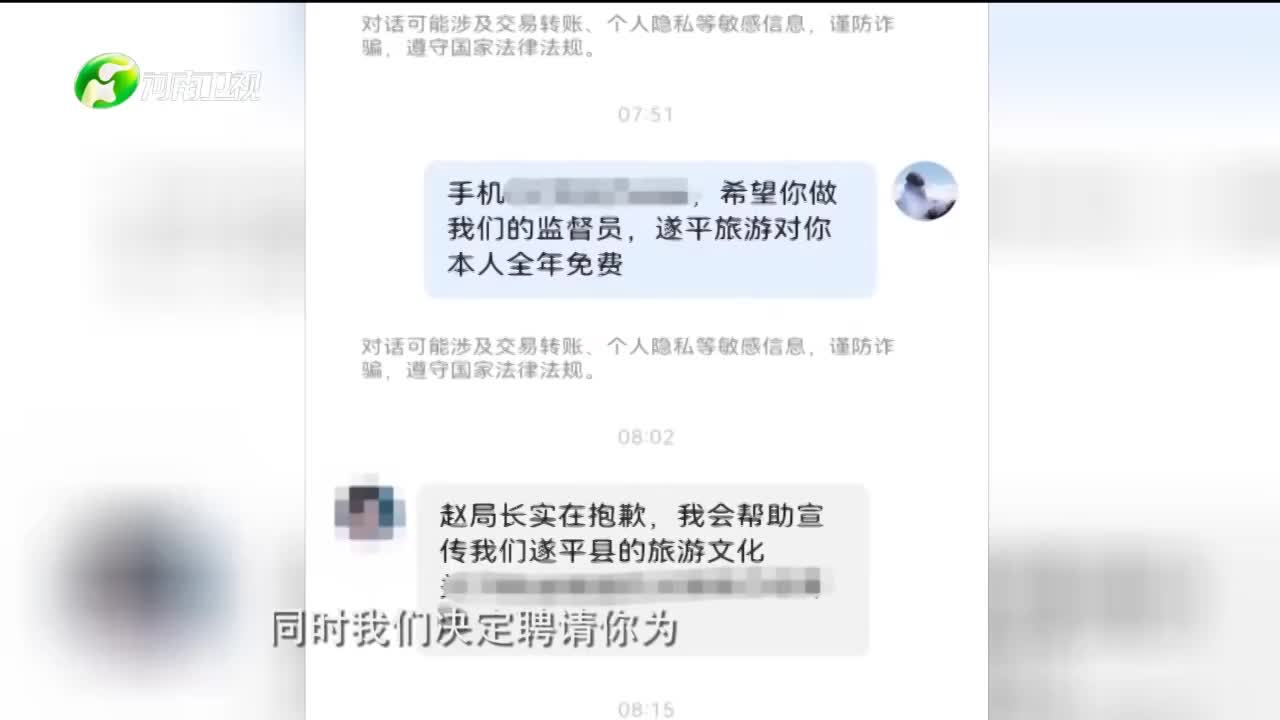 对话可能涉及交易转账、个人隐私等敏感信息，谨防诈
骗，遵守国家法律法规。
河南卫视
07:51
手机，希望你做
我们的监督员，遂平旅游对你
本人全年免费
对话可能涉及交易转账、个人隐私等敏感信息，谨防诈
骗，遵守国家法律法规。
08:02
赵局长实在抱歉，我会帮助宣
传我们遂平县的旅游文化
同时我们决定聘请你为
08:15